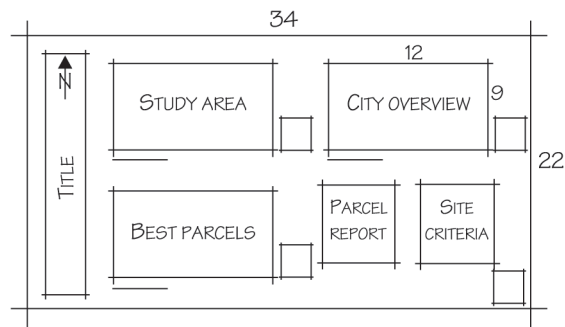 34
12
N
STUDY AREA
CITY OVERVIEW
9
TITLE
22
BEST PARCELS
PARCEL
REPORT
SITE
CRITERIA